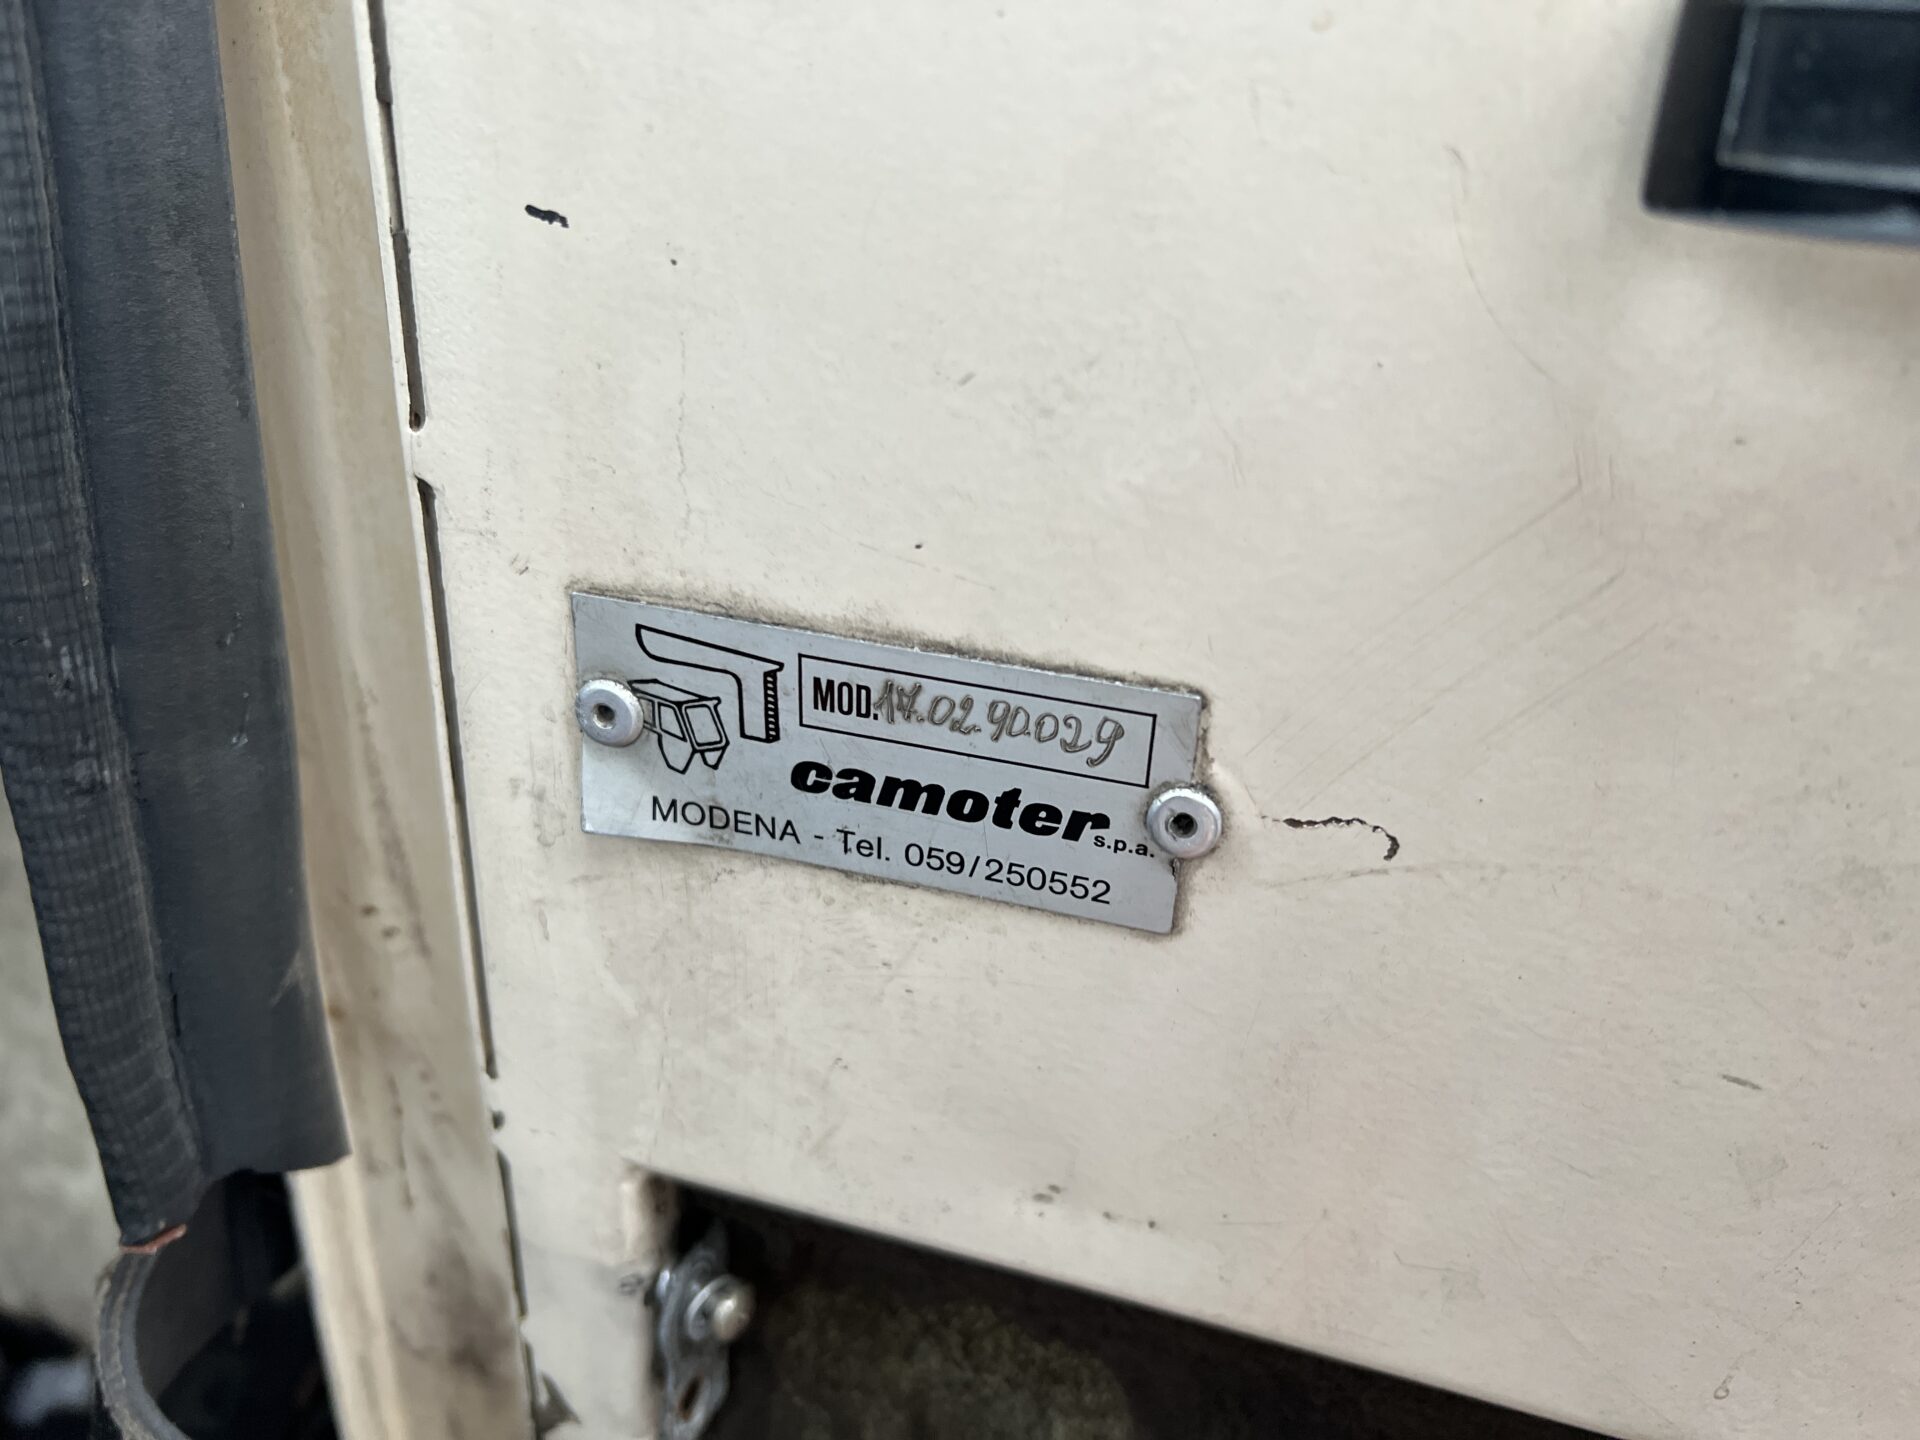 MOD. 17.02.90.029
camoter s.p.a.
MODENA - Tel. 059/250552